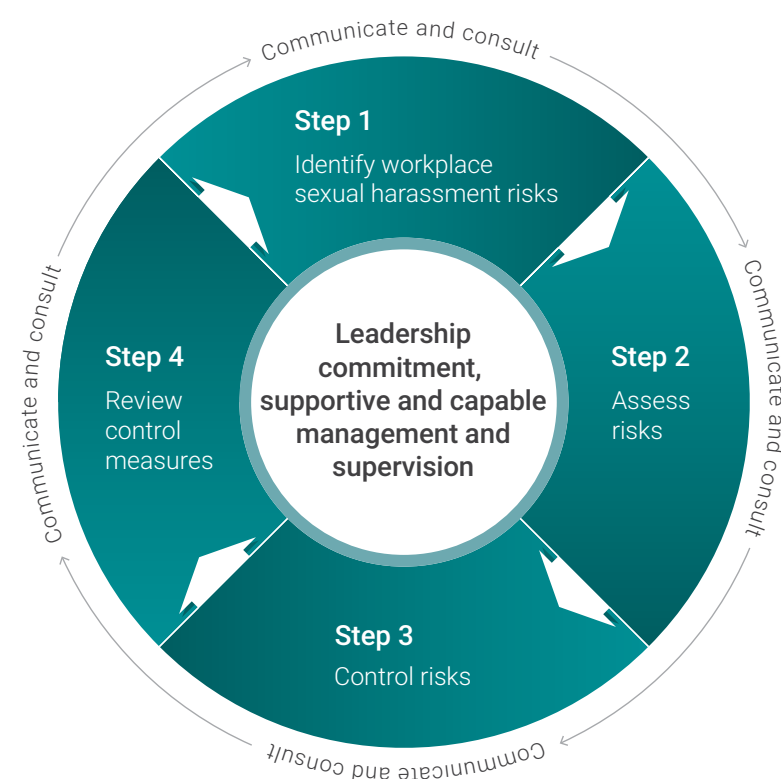 Communicate and consult
Step 1
Identify workplace
sexual harassment risks
Communicate and consult
Step 2
Assess
risks
Communicate and consult
Step 3
Control risks
Communicate and consult
Step 4
Review
control
measures
Leadership
commitment,
supportive and capable
management and
supervision